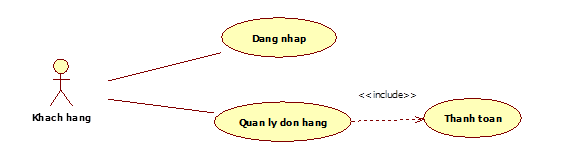 Dang nhap
<<include>>
Khach hang
Quan ly don hang
Thanh toan